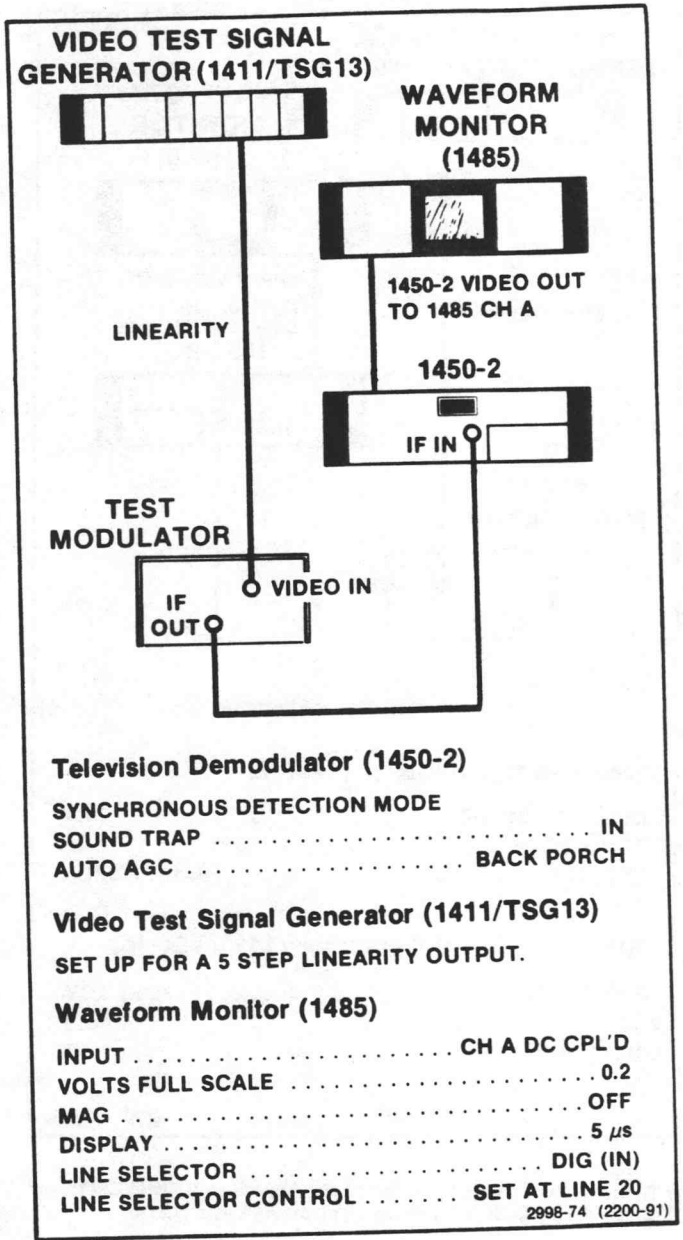 VIDEO TEST SIGNAL
GENERATOR (1411/TSG13)
WAVEFORM
MONITOR
(1485)
1450-2 VIDEO OUT
TO 1485 CH A
LINEARITY
1450-2
IF IN
TEST
MODULATOR
VIDEO IN
IF
OUT
Television Demodulator (1450-2)
SYNCHRONOUS DETECTION MODE
SOUND TRAP . . . . . . . . . . . . . . . . . . . . . . . . . . . . . IN
AUTO AGC . . . . . . . . . . . . . . . . . . . . . BACK PORCH
Video Test Signal Generator (1411/TSG13)
SET UP FOR A 5 STEP LINEARITY OUTPUT.
Waveform Monitor (1485)
INPUT . . . . . . . . . . . . . . . . . . . . . . . . CH A DC CPL'D
VOLTS FULL SCALE . . . . . . . . . . . . . . . . . . . . . . 0.2
MAG . . . . . . . . . . . . . . . . . . . . . . . . . . . . . . . . . . . OFF
DISPLAY . . . . . . . . . . . . . . . . . . . . . . . . . . . . . . . 5 μs
LINE SELECTOR . . . . . . . . . . . . . . . . . . . . . DIG (IN)
LINE SELECTOR CONTROL . . . . . . . . SET AT LINE 20
2998-74 (2200-91)